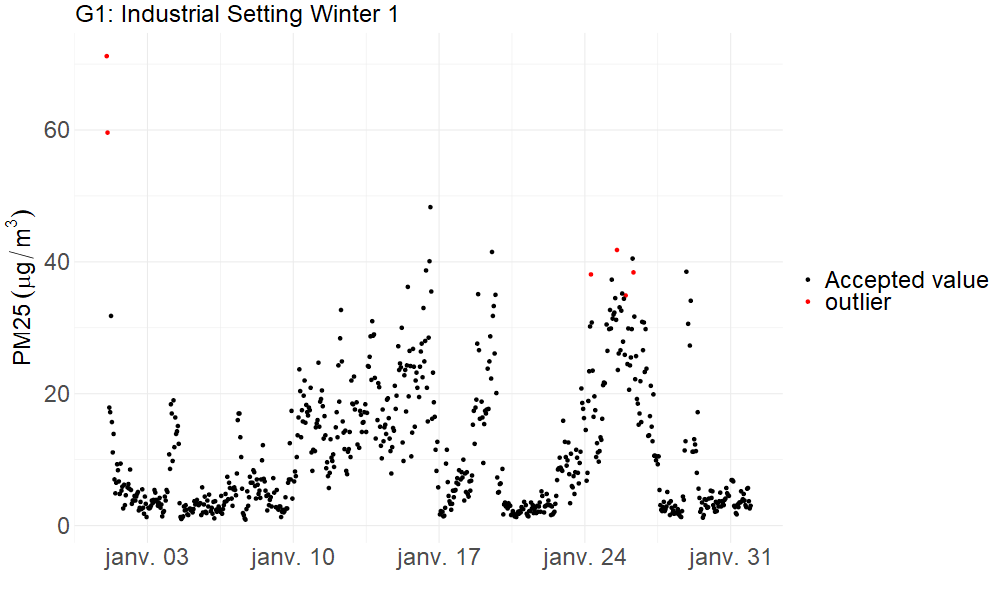 G1: Industrial Setting Winter 1
60
40
20
0
PM25 (μg/m³)
janv. 03
janv. 10
janv. 17
janv. 24
janv. 31
Accepted value
outlier